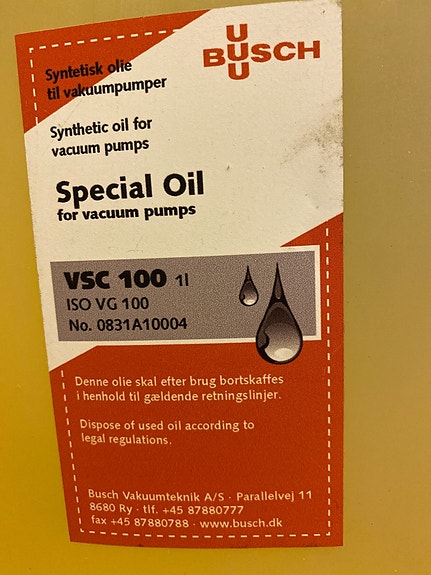 BUSCH
Syntetisk olie
til vakuumpumper
Synthetic oil for
vacuum pumps
Special Oil
for vacuum pumps
VSC 100 1l
ISO VG 100
No. 0831A10004
Denne olie skal efter brug bortskaffes
i henhold til gældende retningslinjer.
Dispose of used oil according to
legal regulations.
Busch Vakuumteknik A/S · Parallelvej 11
8680 Ry · tlf. +45 87880777
fax +45 87880788 · www.busch.dk